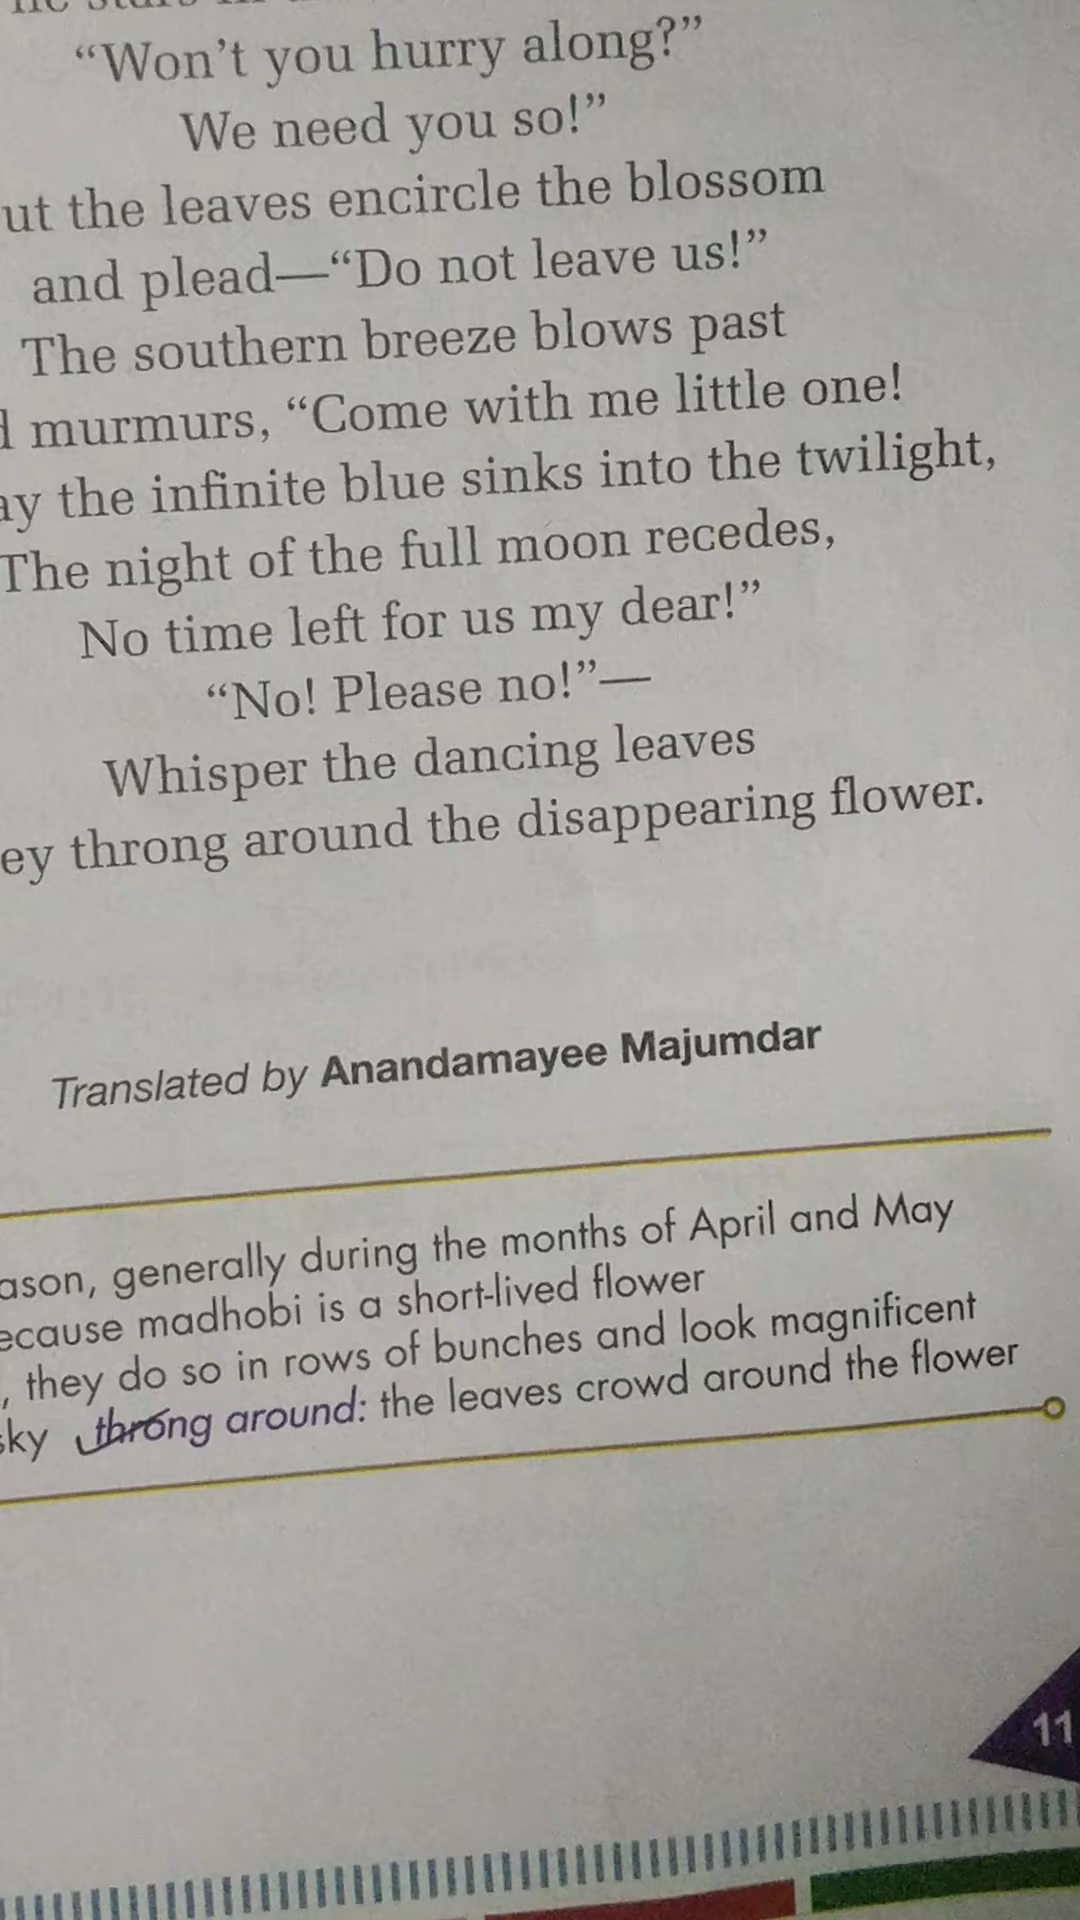 “Won’t you hurry along?”
We need you so!”
ut the leaves encircle the blossom
and plead—“Do not leave us!”
The southern breeze blows past
d murmurs, “Come with me little one!
ay the infinite blue sinks into the twilight,
The night of the full moon recedes,
No time left for us my dear!”
“No! Please no!”—
Whisper the dancing leaves
ey throng around the disappearing flower.
Translated by Anandamayee Majumdar
ason, generally during the months of April and May
ecause madhobi is a short-lived flower
, they do so in rows of bunches and look magnificent
sky throng around: the leaves crowd around the flower
11